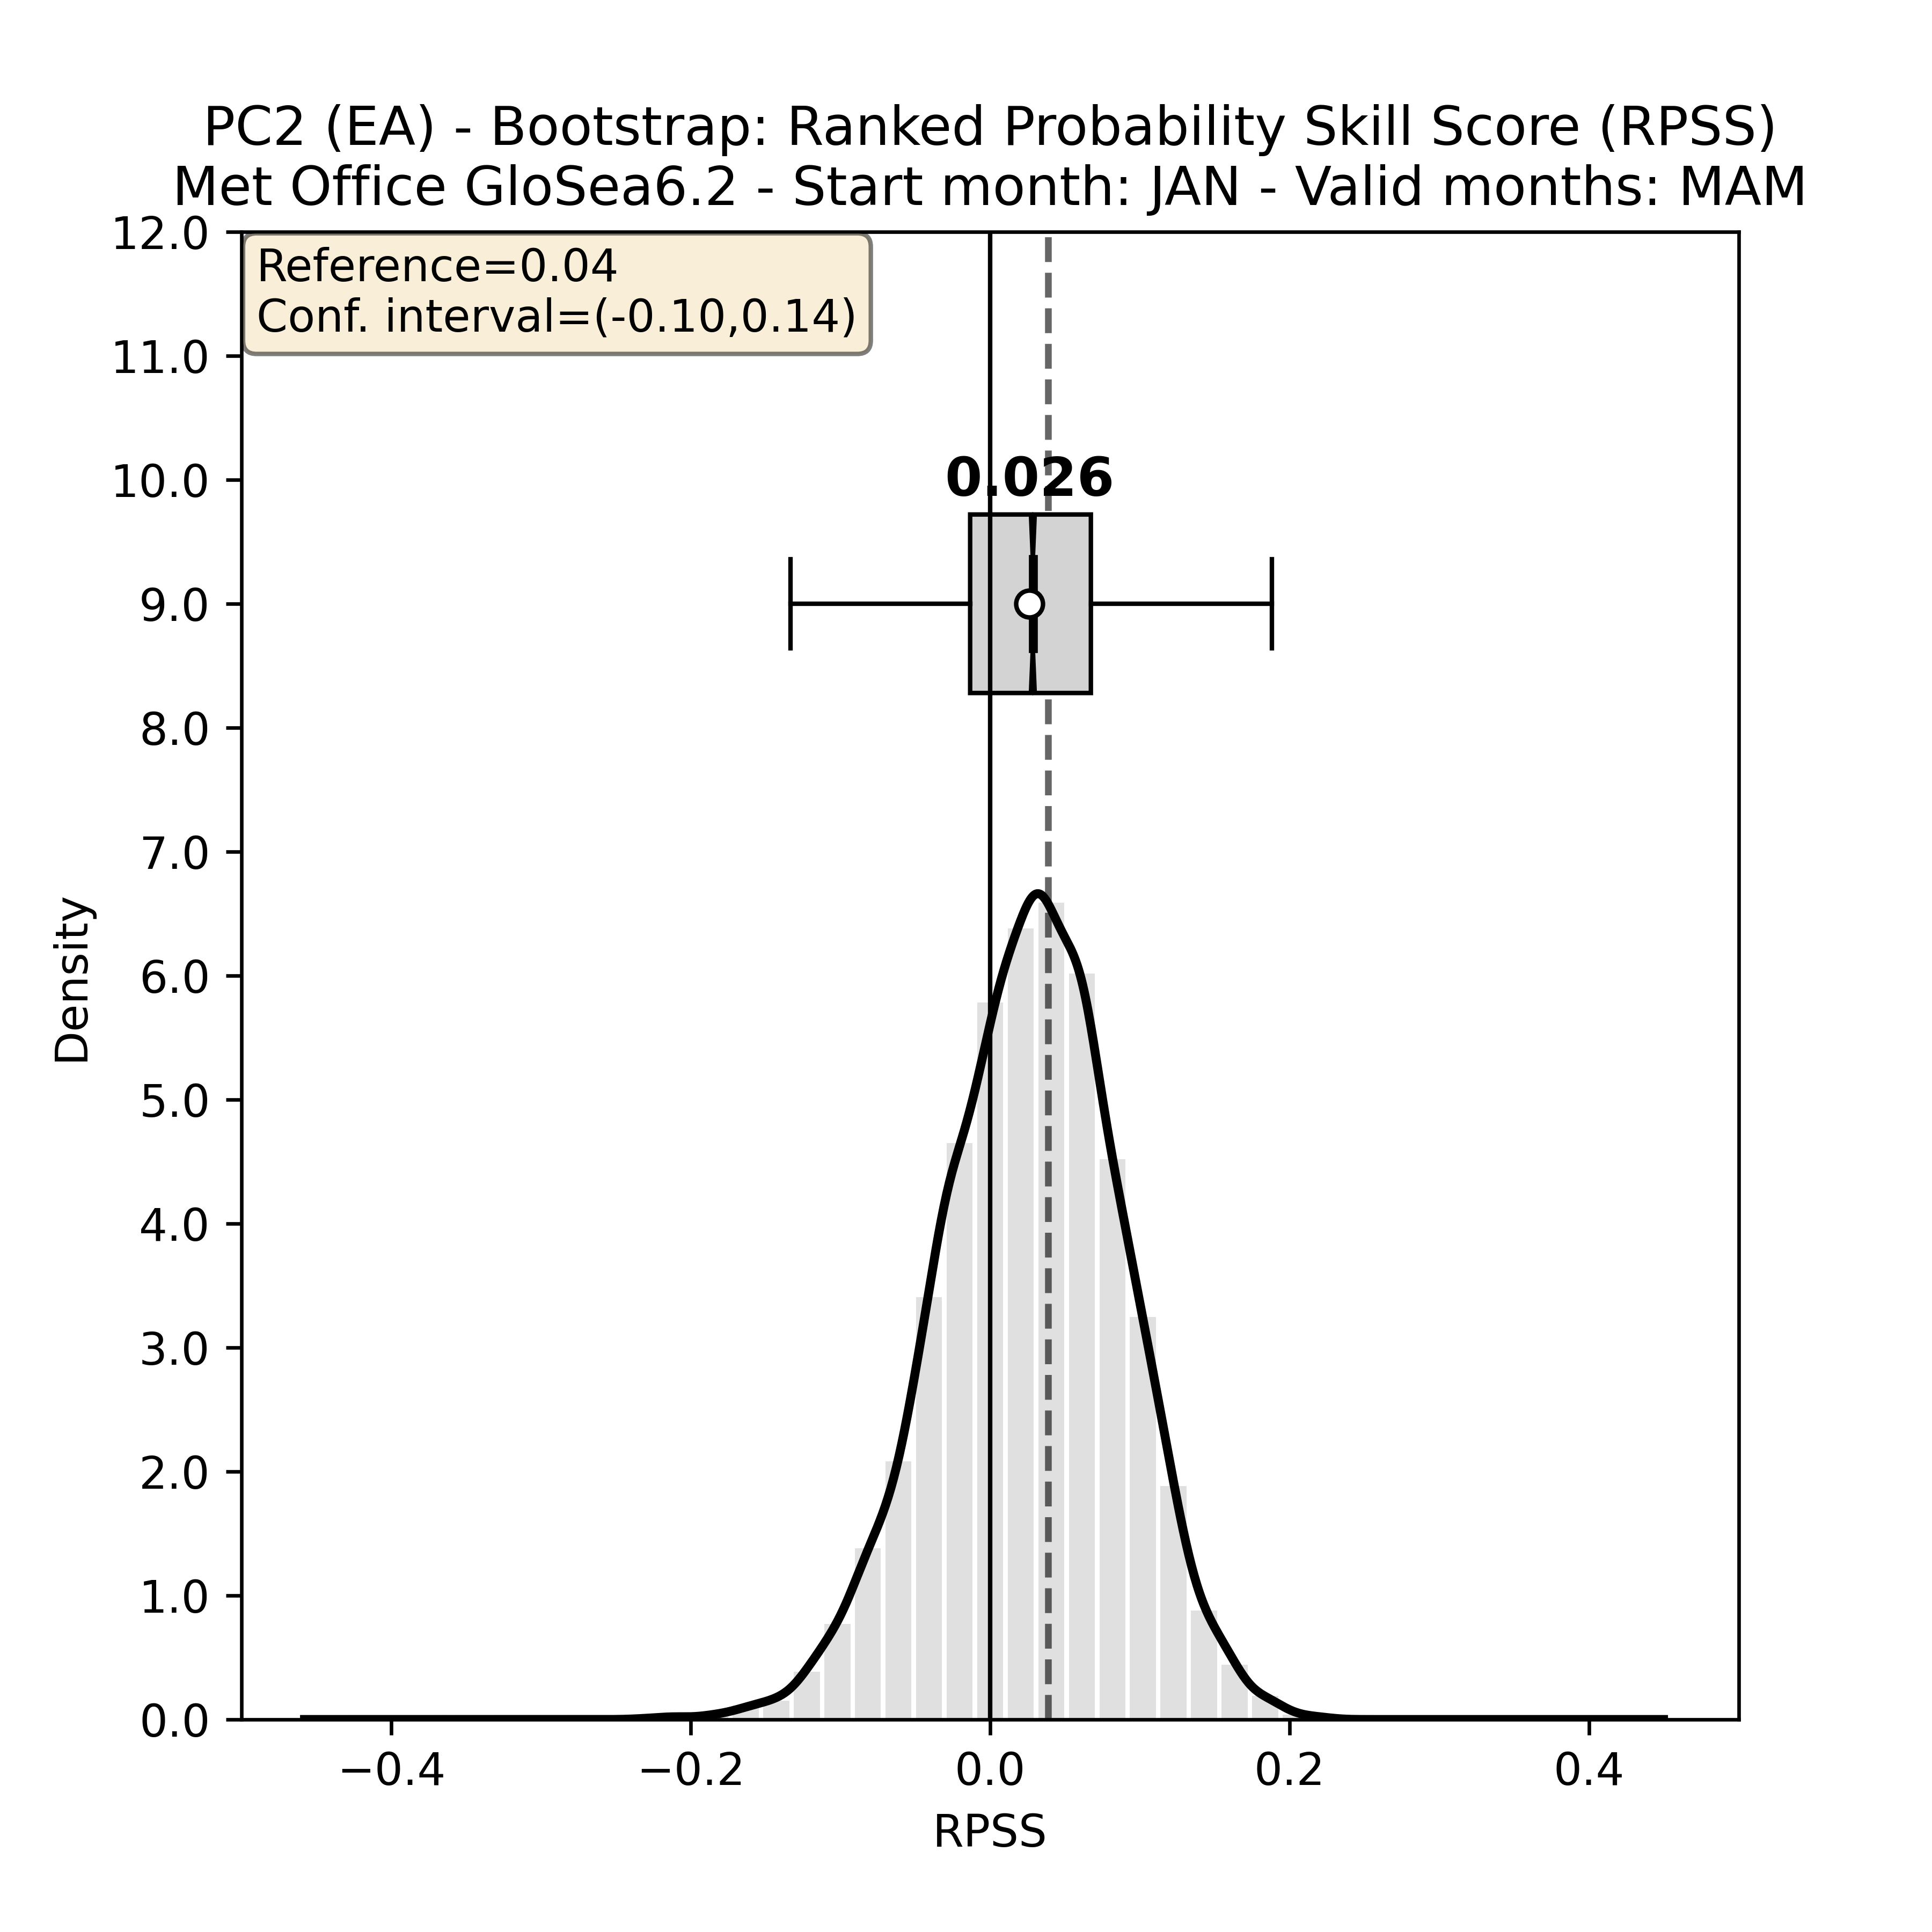 PC2 (EA) - Bootstrap: Ranked Probability Skill Score (RPSS)
Met Office GloSea6.2 - Start month: JAN - Valid months: MAM
Reference=0.04
Conf. interval=(-0.10,0.14)
0.026
12.0
11.0
10.0
9.0
8.0
7.0
6.0
5.0
4.0
3.0
2.0
1.0
0.0
Density
−0.4 −0.2 0.0 0.2 0.4
RPSS